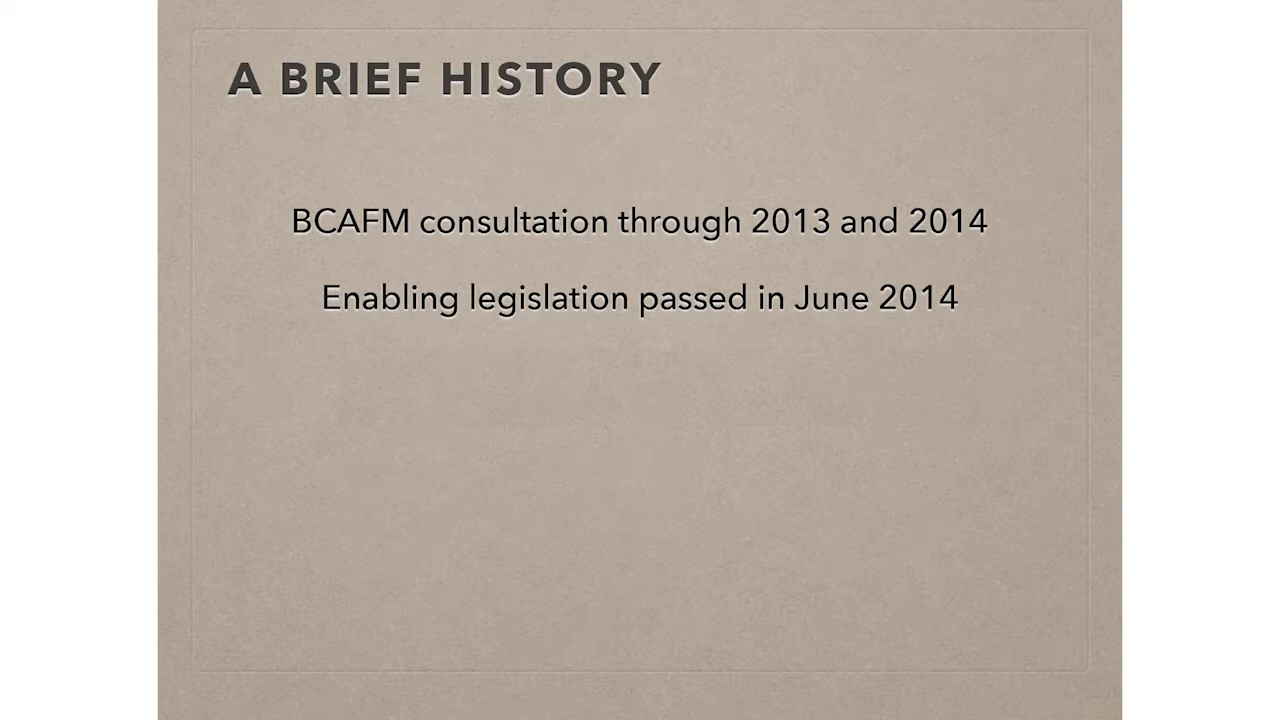 A BRIEF HISTORY
BCAFM consultation through 2013 and 2014
Enabling legislation passed in June 2014